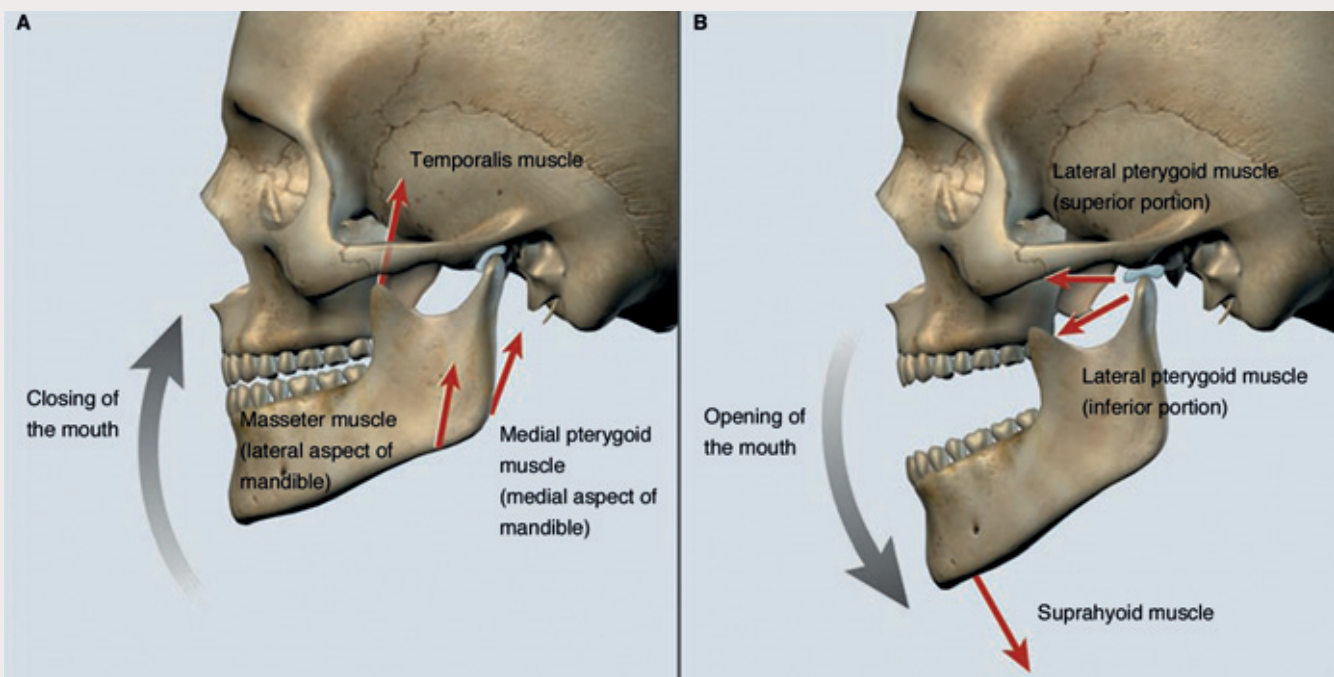 A
Temporalis muscle
Closing of
the mouth
Masseter muscle
(lateral aspect of
mandible)
Medial pterygoid
muscle
(medial aspect of
mandible)
B
Lateral pterygoid muscle
(superior portion)
Lateral pterygoid muscle
(inferior portion)
Opening of
the mouth
Suprahyoid muscle